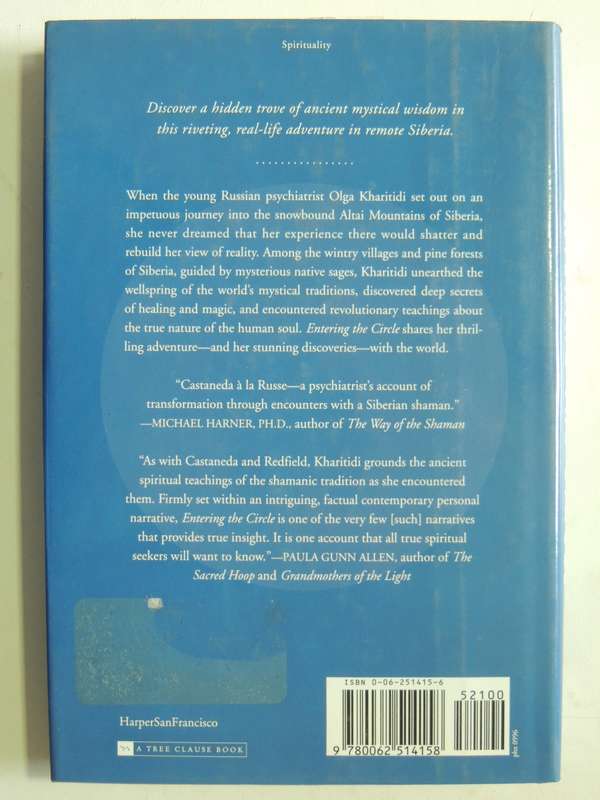 Spirituality
Discover a hidden trove of ancient mystical wisdom in
this riveting, real-life adventure in remote Siberia.
................
When the young Russian psychiatrist Olga Kharitidi set out on an
impetuous journey into the snowbound Altai Mountains of Siberia,
she never dreamed that her experience there would shatter and
rebuild her view of reality. Among the wintry villages and pine forests
of Siberia, guided by mysterious native sages, Kharitidi unearthed the
wellspring of the world's mystical traditions, discovered deep secrets
of healing and magic, and encountered revolutionary teachings about
the true nature of the human soul. Entering the Circle shares her thril-
ling adventure—and her stunning discoveries—with the world.
“Castaneda à la Russe—a psychiatrist's account of
transformation through encounters with a Siberian shaman.”
—MICHAEL HARNER, PH.D., author of The Way of the Shaman
“As with Castaneda and Redfield, Kharitidi grounds the ancient
spiritual teachings of the shamanic tradition as she encountered
them. Firmly set within an intriguing, factual contemporary personal
narrative, Entering the Circle is one of the very few [such] narratives
that provides true insight. It is one account that all true spiritual
seekers will want to know.”—PAULA GUNN ALLEN, author of The
Sacred Hoop and Grandmothers of the Light
ISBN 0-06-251415-6
52100
9 780062 514158
phx 0996
HarperSanFrancisco
A TREE CLAUSE BOOK